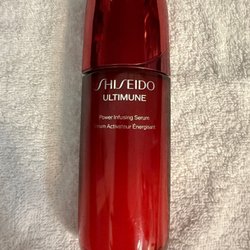 SHISEIDO
ULTIMUNE
Power Infusing Serum
Sérum Activateur Énergisant